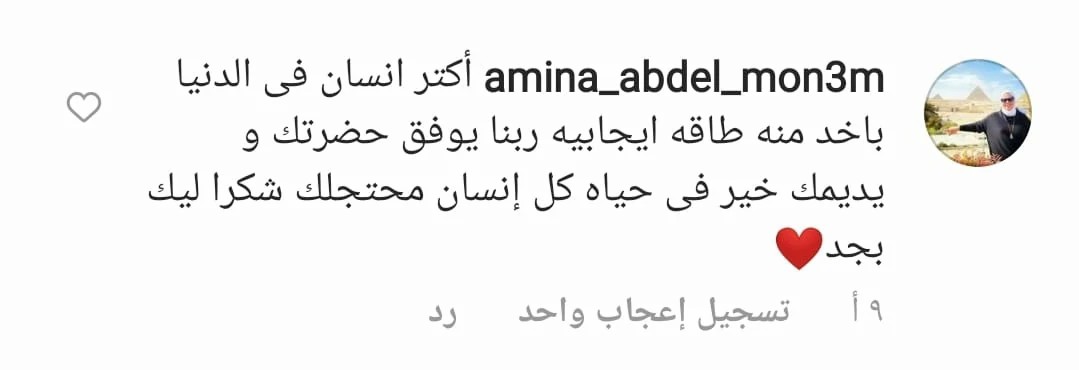 amina_abdel_mon3m أكتر انسان فى الدنيا
باخد منه طاقه ايجابيه ربنا يوفق حضرتك و
يديمك خير فى حياه كل إنسان محتجلك شكرا ليك
بجد❤️
٩ أ تسجيل إعجاب واحد رد